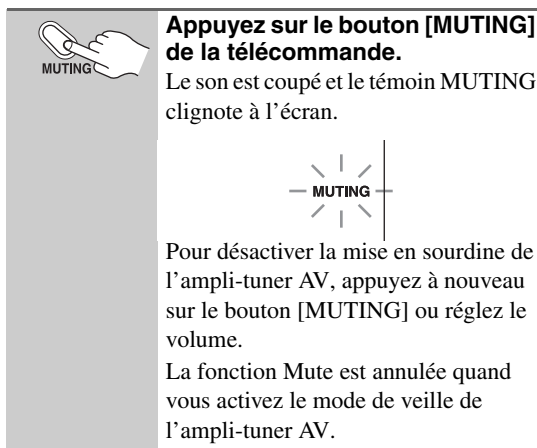 MUTING
Appuyez sur le bouton [MUTING]
de la télécommande.
Le son est coupé et le témoin MUTING
clignote à l’écran.
MUTING
Pour désactiver la mise en sourdine de
l’ampli-tuner AV, appuyez à nouveau
sur le bouton [MUTING] ou réglez le
volume.
La fonction Mute est annulée quand
vous activez le mode de veille de
l’ampli-tuner AV.